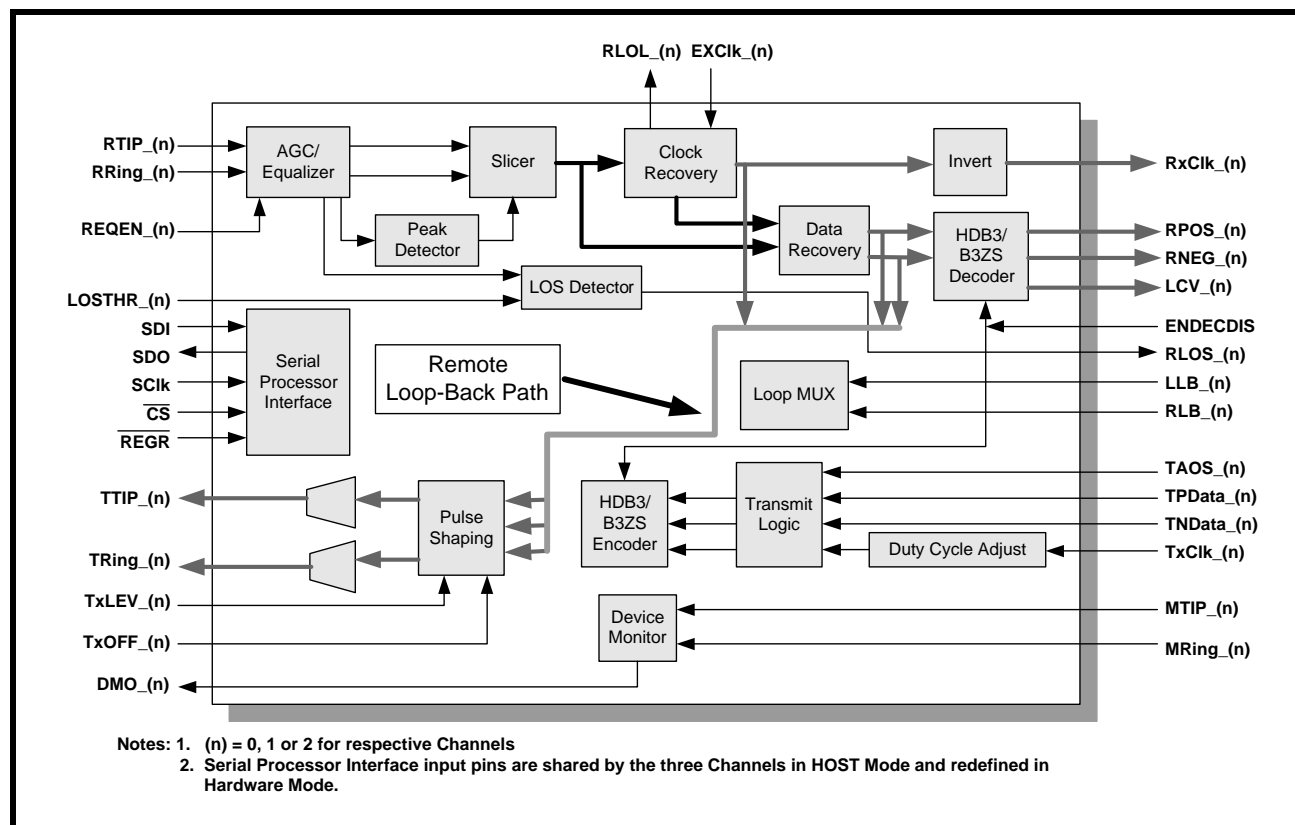 RLOL_(n) EXClk_(n)
RTIP_(n)
RRing_(n)
REQEN_(n)
LOSTHR_(n)
SDI
SDO
SClk
CS
REGR
TTIP_(n)
TRing_(n)
TxLEV_(n)
TxOFF_(n)
DMO_(n)
AGC/
Equalizer
Slicer
Peak
Detector
LOS Detector
Clock
Recovery
Data
Recovery
Invert
HDB3/
B3ZS
Decoder
Serial
Processor
Interface
Remote
Loop-Back Path
Loop MUX
Pulse
Shaping
HDB3/
B3ZS
Encoder
Transmit
Logic
Duty Cycle Adjust
Device
Monitor
RxClk_(n)
RPOS_(n)
RNEG_(n)
LCV_(n)
ENDECDIS
RLOS_(n)
LLB_(n)
RLB_(n)
TAOS_(n)
TPData_(n)
TNData_(n)
TxClk_(n)
MTIP_(n)
MRing_(n)
Notes: 1. (n) = 0, 1 or 2 for respective Channels
2. Serial Processor Interface input pins are shared by the three Channels in HOST Mode and redefined in
Hardware Mode.